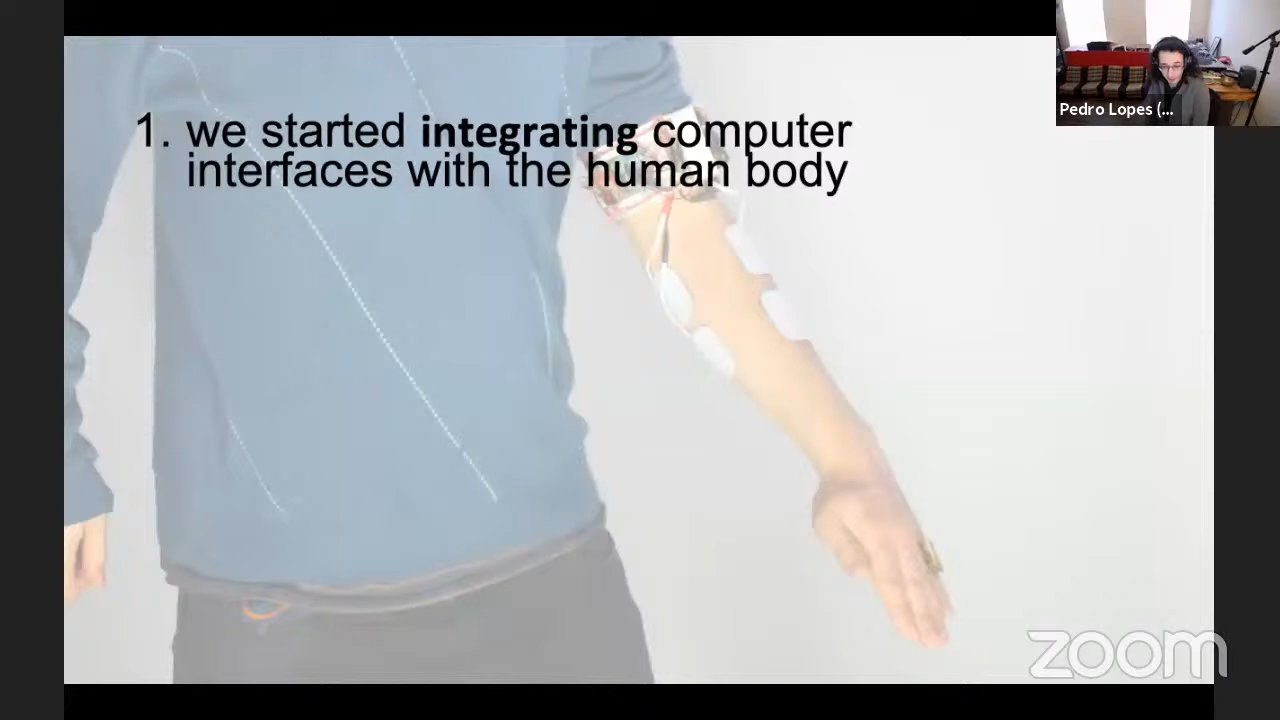 Pedro Lopes (...
1. we started integrating computer
interfaces with the human body
zoom